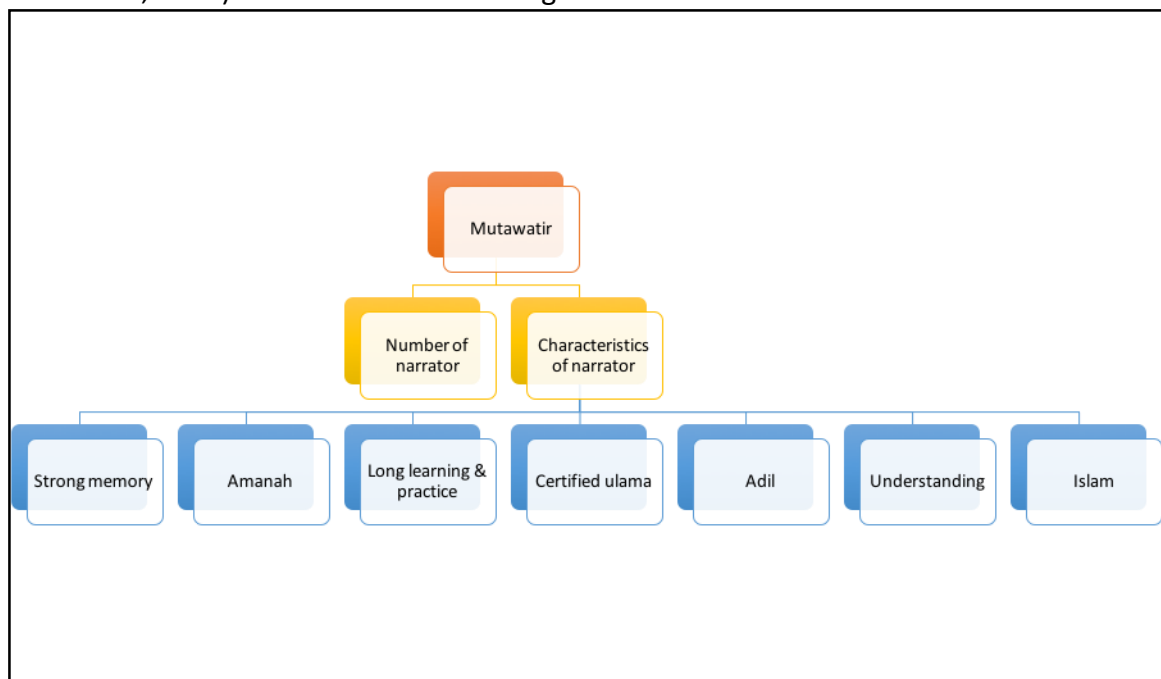 Mutawatir
Number of
narrator
Characteristics
of narrator
Strong memory
Amanah
Long learning &
practice
Certified ulama
Adil
Understanding
Islam